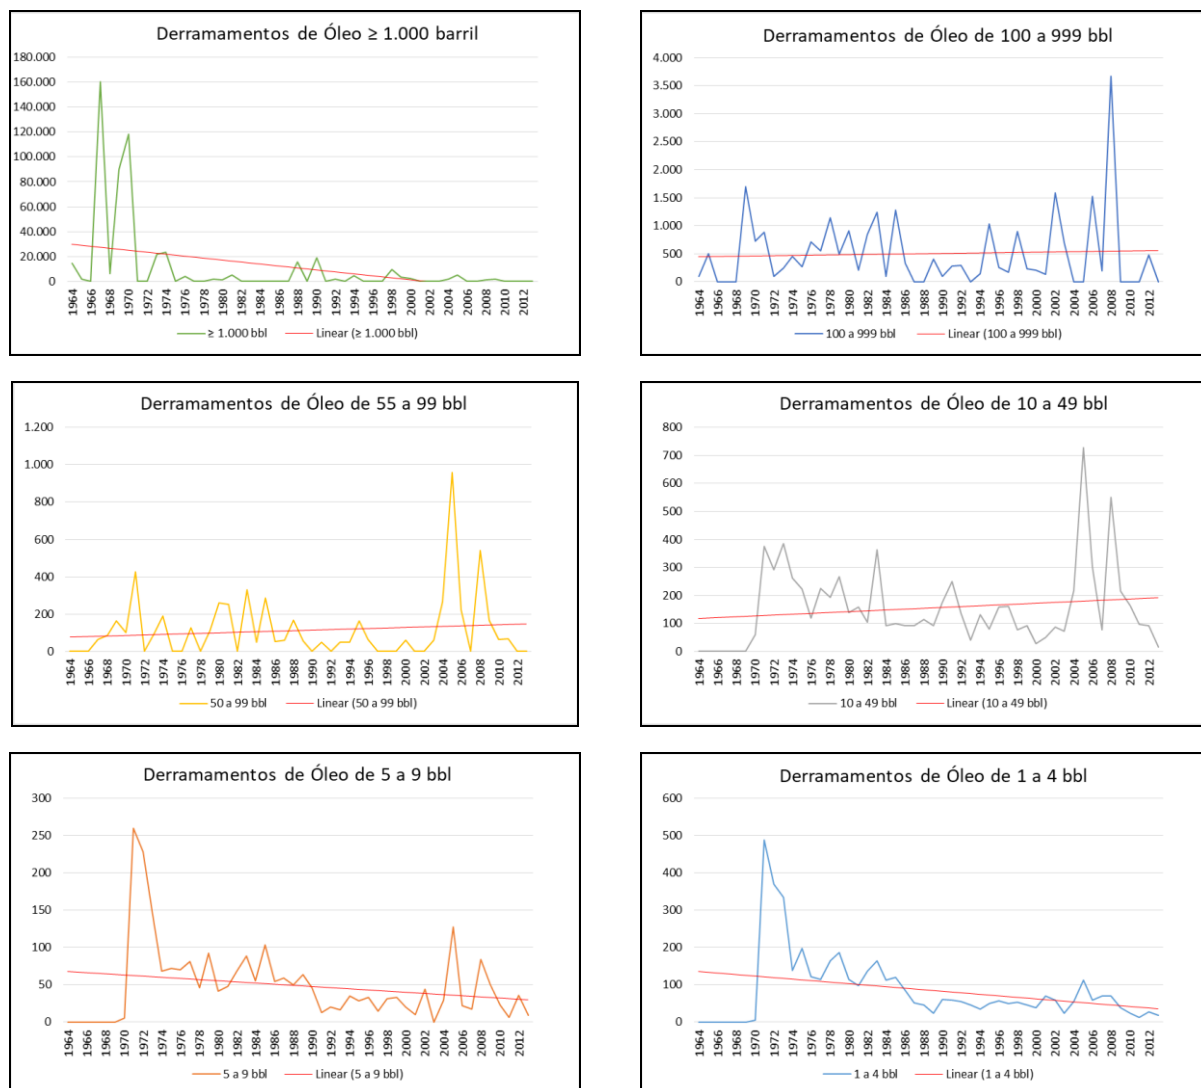 Derramamentos de Óleo ≥ 1.000 barril
180.000
160.000
140.000
120.000
100.000
80.000
60.000
40.000
20.000
0
1964 1966 1968 1970 1972 1974 1976 1978 1980 1982 1984 1986 1988 1990 1992 1994 1996 1998 2000 2002 2004 2006 2008 2010 2012
≥ 1.000 bbl Linear (≥ 1.000 bbl)
Derramamentos de Óleo de 100 a 999 bbl
4.000
3.500
3.000
2.500
2.000
1.500
1.000
500
0
1964 1966 1968 1970 1972 1974 1976 1978 1980 1982 1984 1986 1988 1990 1992 1994 1996 1998 2000 2002 2004 2006 2008 2010 2012
100 a 999 bbl Linear (100 a 999 bbl)
Derramamentos de Óleo de 55 a 99 bbl
1.200
1.000
800
600
400
200
0
1964 1966 1968 1970 1972 1974 1976 1978 1980 1982 1984 1986 1988 1990 1992 1994 1996 1998 2000 2002 2004 2006 2008 2010 2012
50 a 99 bbl Linear (50 a 99 bbl)
Derramamentos de Óleo de 10 a 49 bbl
800
700
600
500
400
300
200
100
0
1964 1966 1968 1970 1972 1974 1976 1978 1980 1982 1984 1986 1988 1990 1992 1994 1996 1998 2000 2002 2004 2006 2008 2010 2012
10 a 49 bbl Linear (10 a 49 bbl)
Derramamentos de Óleo de 5 a 9 bbl
300
250
200
150
100
50
0
1964 1966 1968 1970 1972 1974 1976 1978 1980 1982 1984 1986 1988 1990 1992 1994 1996 1998 2000 2002 2004 2006 2008 2010 2012
5 a 9 bbl Linear (5 a 9 bbl)
Derramamentos de Óleo de 1 a 4 bbl
600
500
400
300
200
100
0
1964 1966 1968 1970 1972 1974 1976 1978 1980 1982 1984 1986 1988 1990 1992 1994 1996 1998 2000 2002 2004 2006 2008 2010 2012
1 a 4 bbl Linear (1 a 4 bbl)